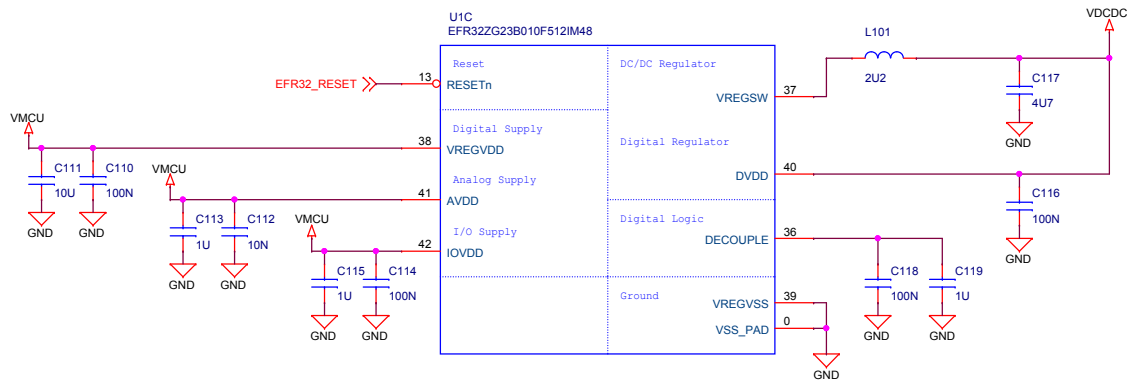 U1C
EFR32ZG23B010F512IM48
VDCDC
L101
2U2
C117
4U7
GND
Reset
DC/DC Regulator
EFR32_RESET
13
RESETn
37
VREGSW
VMCU
Digital Supply
38
VREGVDD
Digital Regulator
C111
10U
GND
C110
100N
GND
VMCU
Analog Supply
41
AVDD
40
DVDD
C116
100N
GND
C113
1U
GND
C112
10N
GND
VMCU
I/O Supply
42
IOVDD
Digital Logic
36
DECOUPLE
C115
1U
GND
C114
100N
GND
C118
100N
GND
C119
1U
GND
Ground
39
VREGVSS
0
VSS_PAD
GND